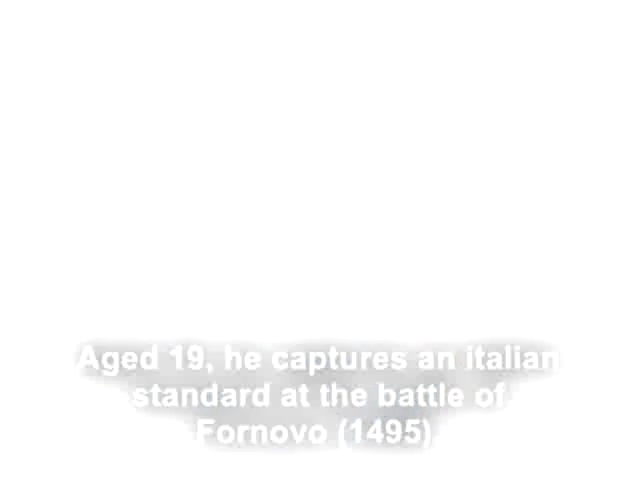 Aged 19, he captures an italian
standard at the battle of
Fornovo (1495)